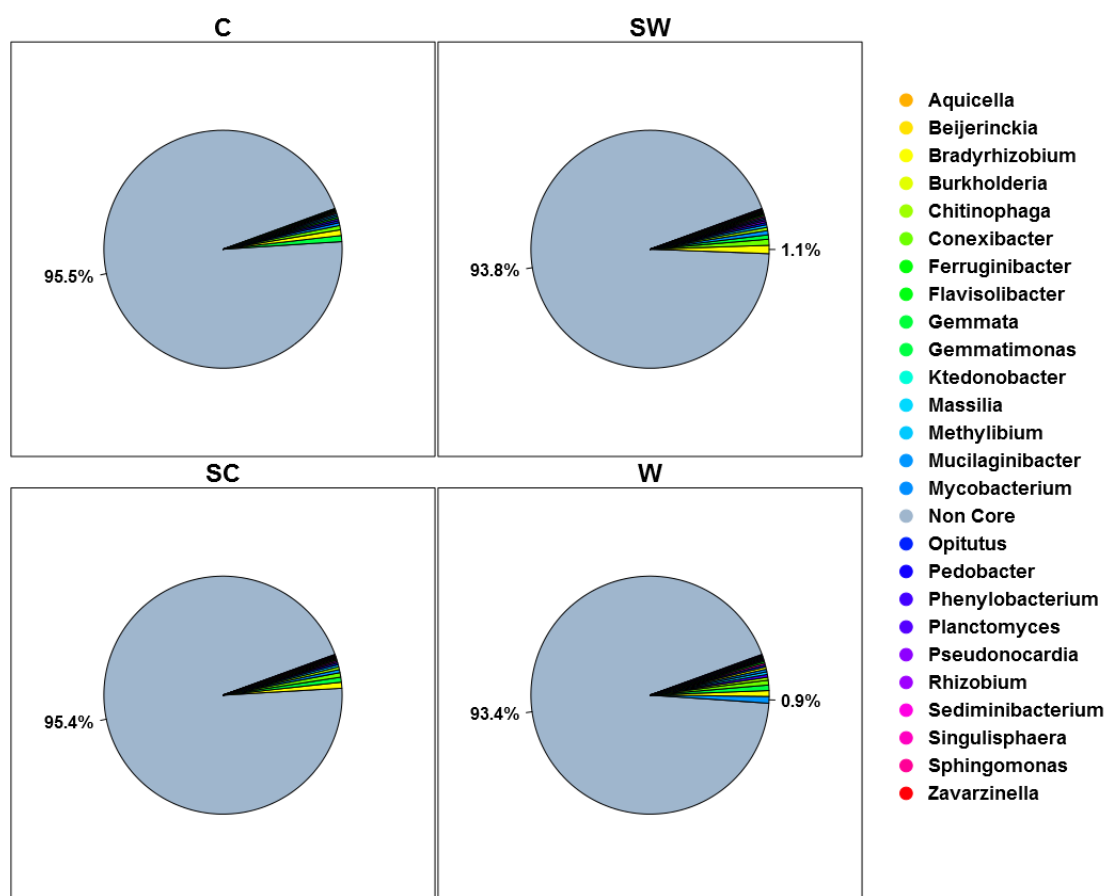 C
SW
95.5%
93.8%
1.1%
SC
W
95.4%
93.4%
0.9%
Aquicella
Beijerinckia
Bradyrhizobium
Burkholderia
Chitinophaga
Conexibacter
Ferruginibacter
Flavisolibacter
Gemmata
Gemmatimonas
Ktedonobacter
Massilia
Methylibium
Mucilaginibacter
Mycobacterium
Non Core
Opitutus
Pedobacter
Phenylobacterium
Planctomyces
Pseudonocardia
Rhizobium
Sediminibacterium
Singulisphaera
Sphingomonas
Zavarzinella